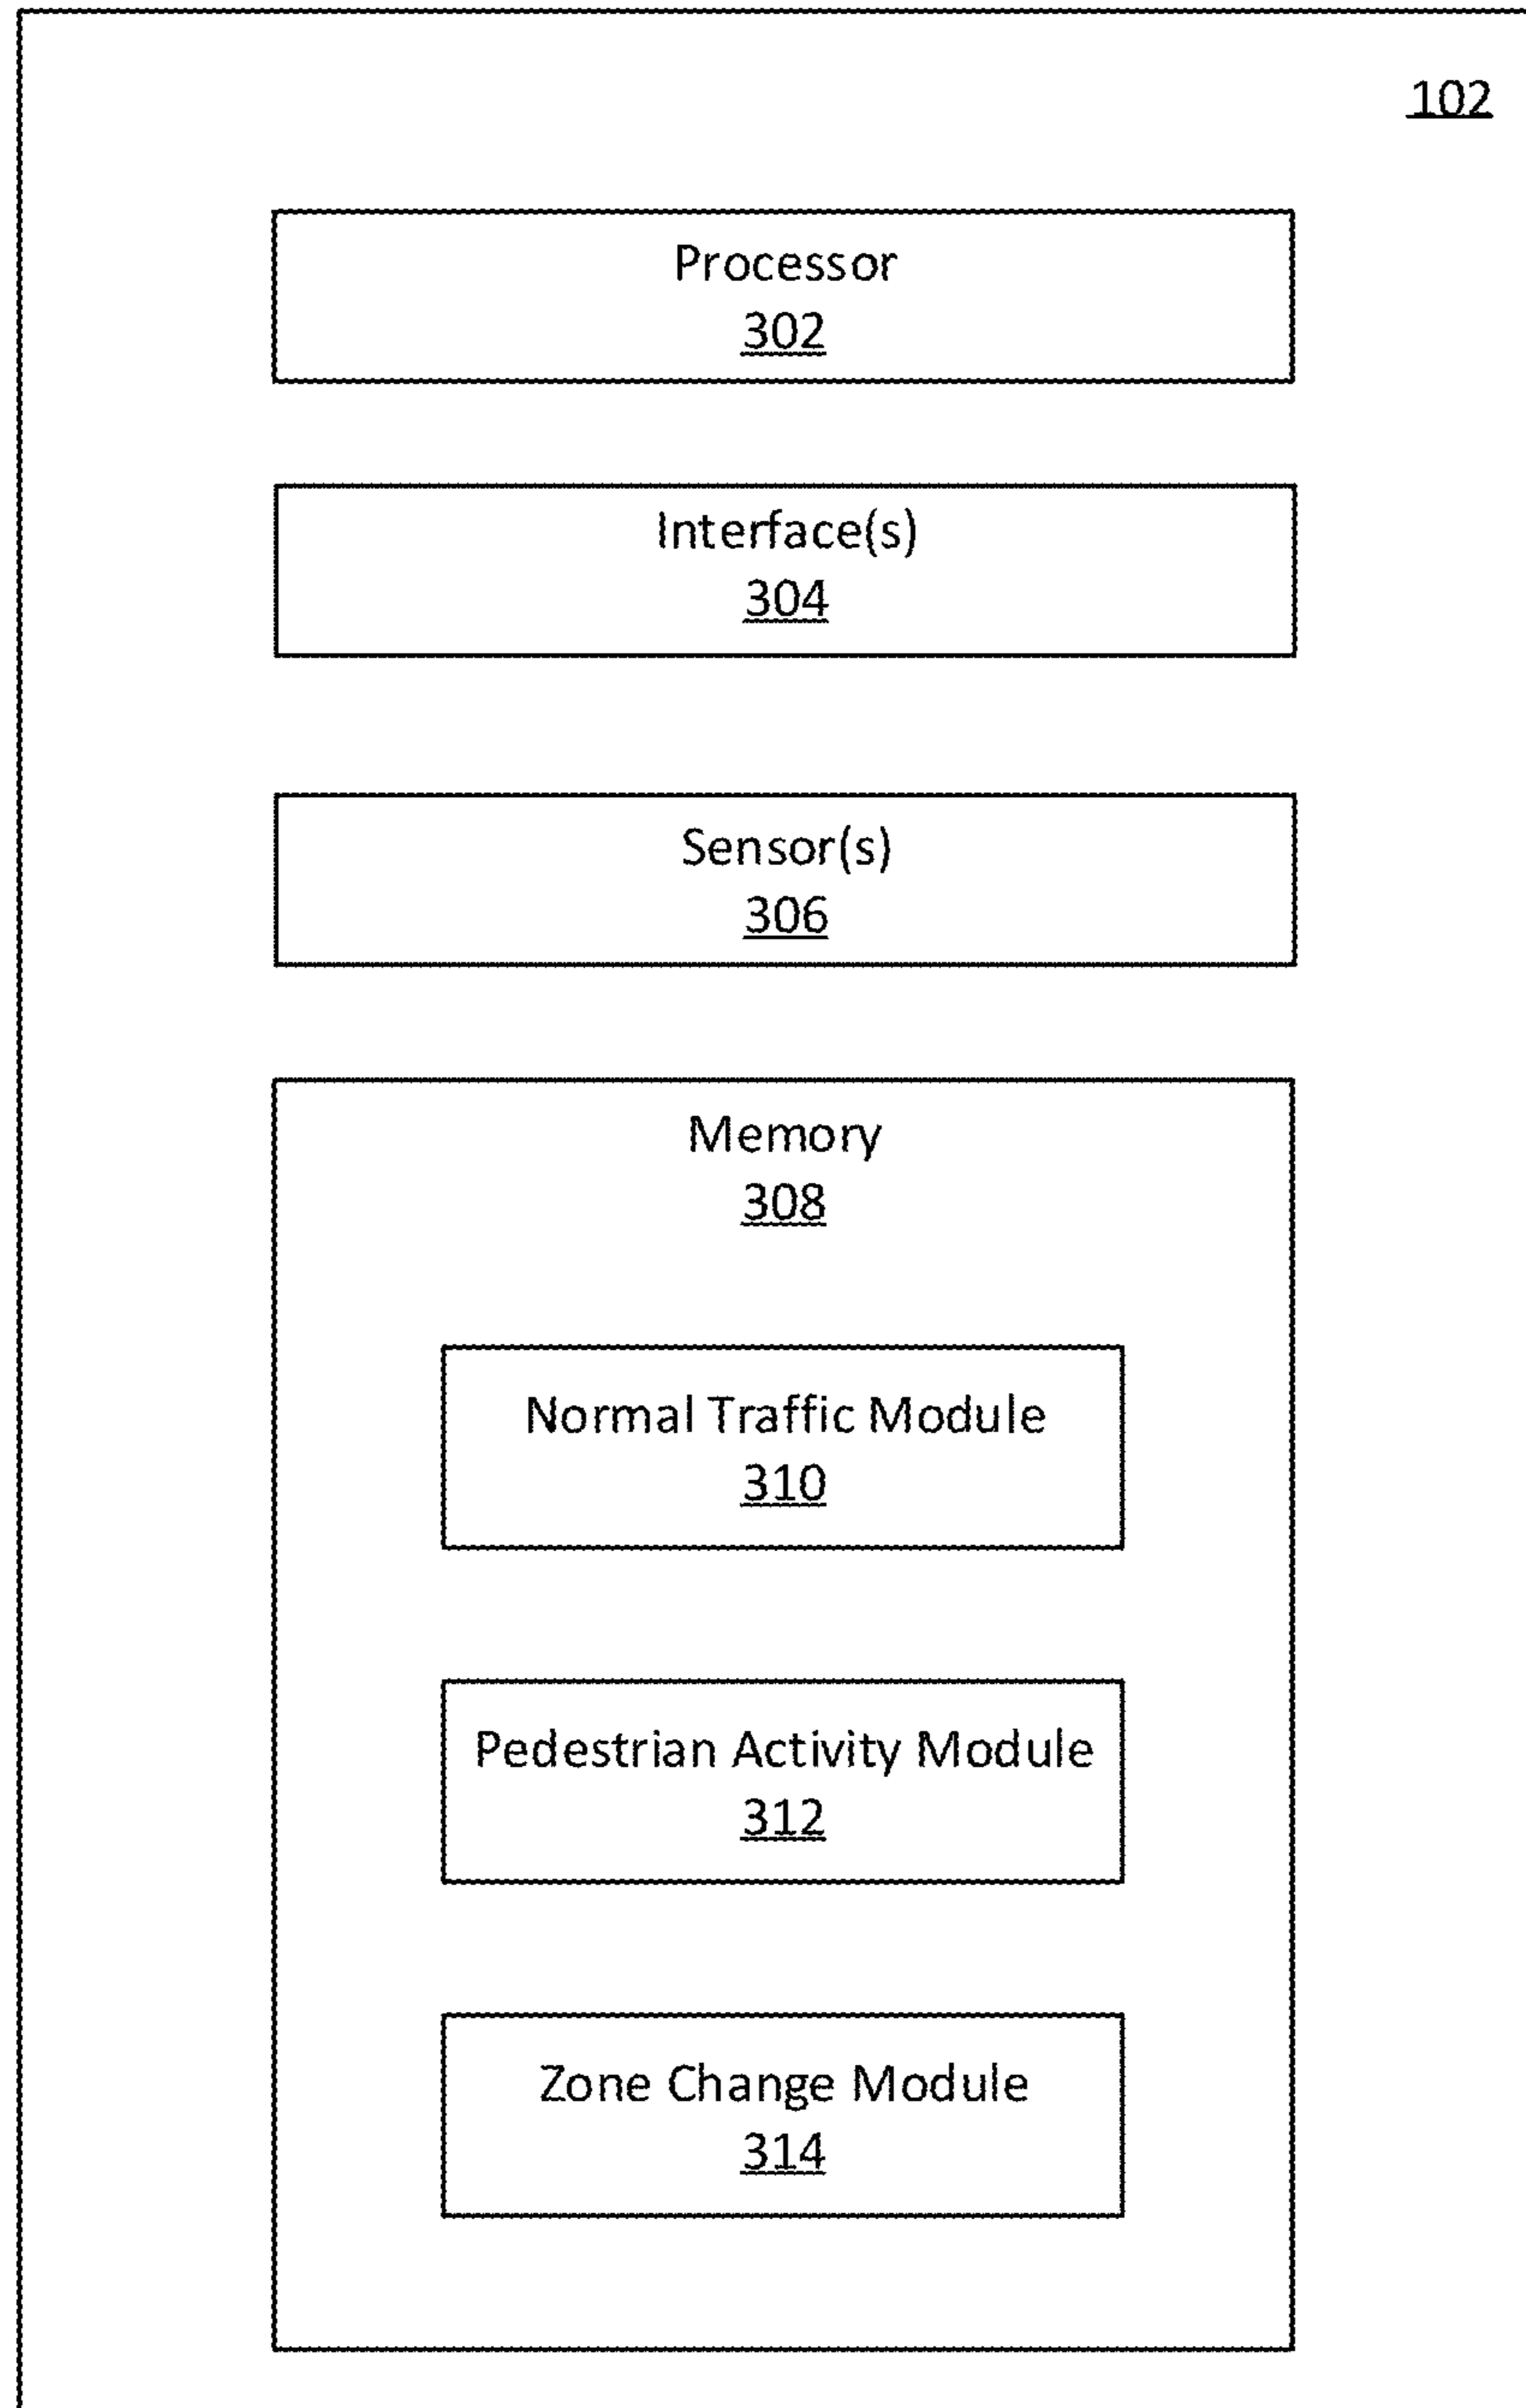 102
Processor
302
Interface(s)
304
Sensor(s)
306
Memory
308
Normal Traffic Module
310
Pedestrian Activity Module
312
Zone Change Module
314